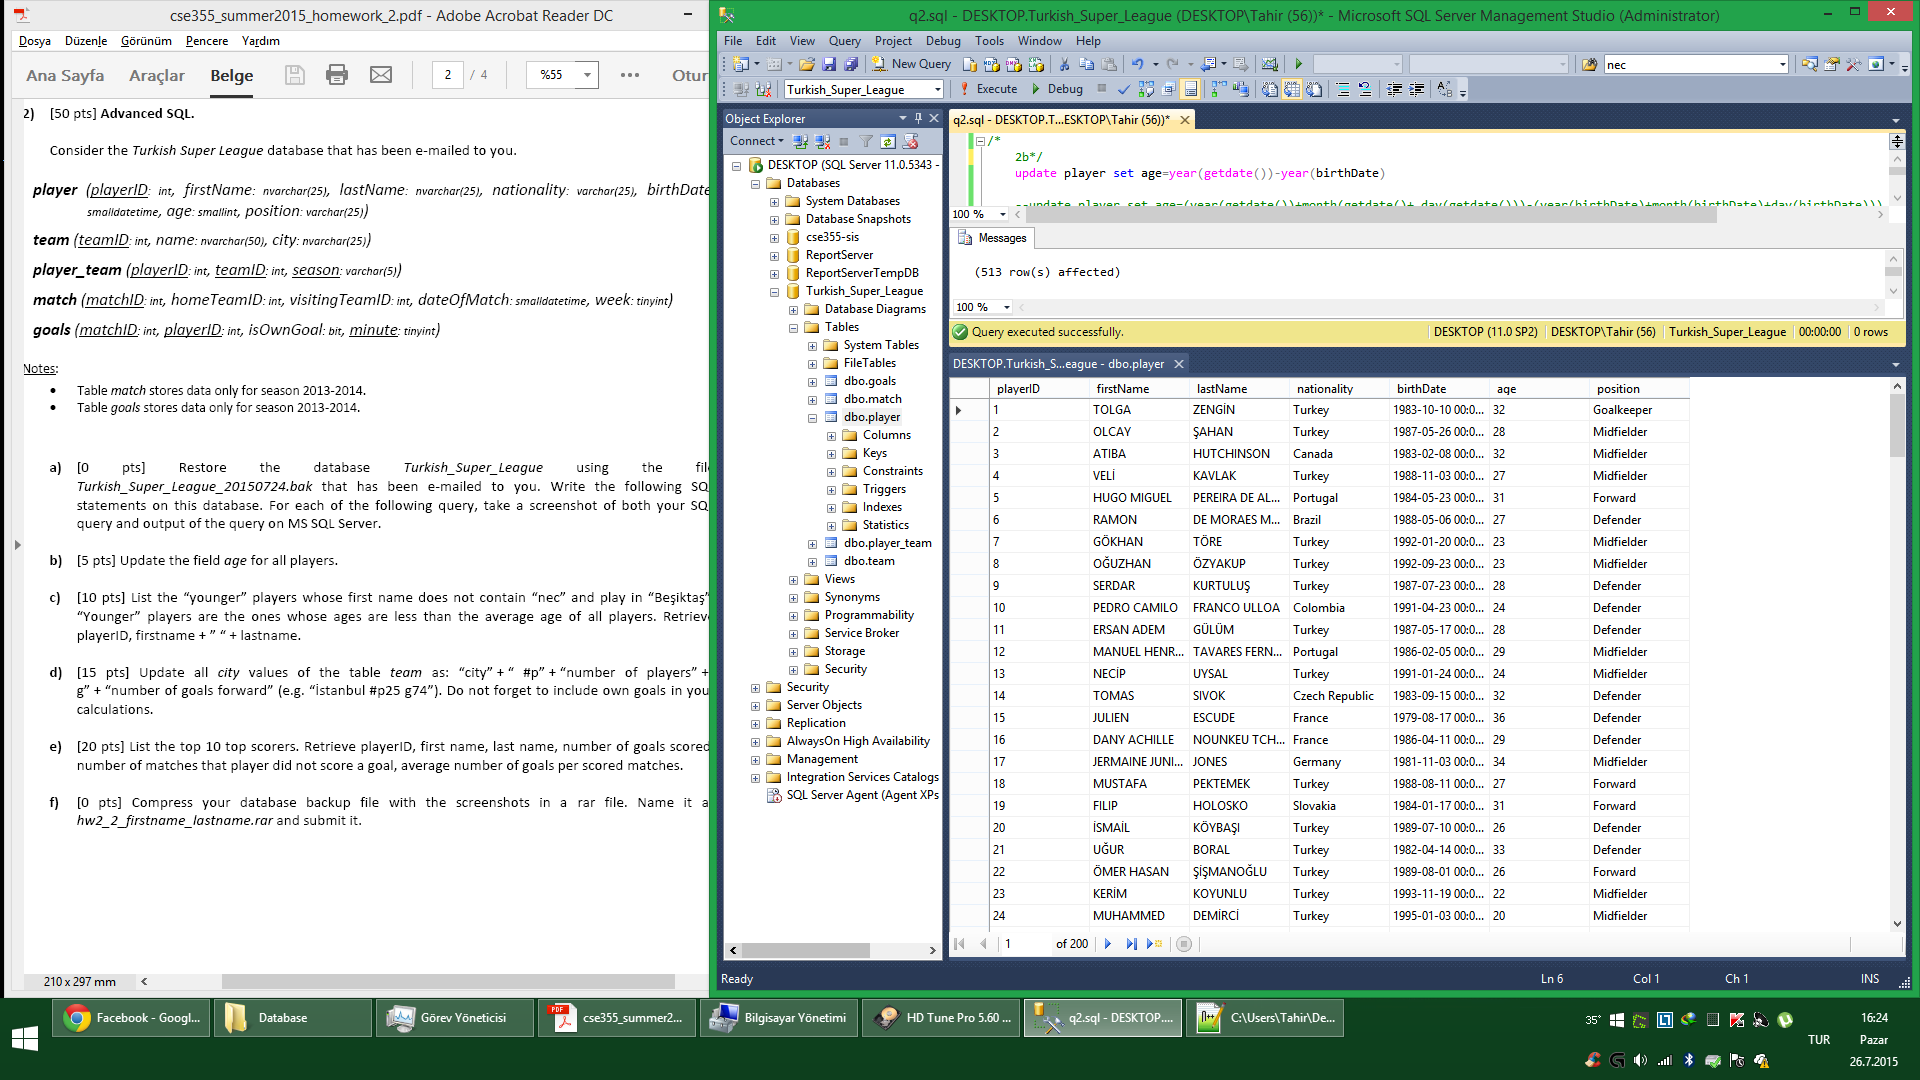 cse355_summer2015_homework_2.pdf - Adobe Acrobat Reader DC
Dosya Düzenle Görünüm Pencere Yardım
Ana Sayfa Araçlar Belge 2 / 4 %55 Otur
2) [50 pts] Advanced SQL.
Consider the Turkish Super League database that has been e-mailed to you.
player (playerID: int, firstName: nvarchar(25), lastName: nvarchar(25), nationality: varchar(25), birthDate
smalldatetime, age: smallint, position: varchar(25))
team (teamID: int, name: nvarchar(50), city: nvarchar(25))
player_team (playerID: int, teamID: int, season: varchar(5))
match (matchID: int, homeTeamID: int, visitingTeamID: int, dateOfMatch: smalldatetime, week: tinyint)
goals (matchID: int, playerID: int, isOwnGoal: bit, minute: tinyint)
Notes:
• Table match stores data only for season 2013-2014.
• Table goals stores data only for season 2013-2014.
a) [0 pts] Restore the database Turkish_Super_League using the fil
Turkish_Super_League_20150724.bak that has been e-mailed to you. Write the following SQ
statements on this database. For each of the following query, take a screenshot of both your SQ
query and output of the query on MS SQL Server.
b) [5 pts] Update the field age for all players.
c) [10 pts] List the “younger” players whose first name does not contain “nec” and play in “Beşiktaş”
“Younger” players are the ones whose ages are less than the average age of all players. Retrieve
playerID, firstname + ” “ + lastname.
d) [15 pts] Update all city values of the table team as: “city” + “ #p” + “number of players” +
g” + “number of goals forward” (e.g. “İstanbul #p25 g74”). Do not forget to include own goals in you
calculations.
e) [20 pts] List the top 10 top scorers. Retrieve playerID, first name, last name, number of goals scored
number of matches that player did not score a goal, average number of goals per scored matches.
f) [0 pts] Compress your database backup file with the screenshots in a rar file. Name it a
hw2_2_firstname_lastname.rar and submit it.
210 x 297 mm
q2.sql - DESKTOP.Turkish_Super_League (DESKTOP\Tahir (56))* - Microsoft SQL Server Management Studio (Administrator)
File Edit View Query Project Debug Tools Window Help
New Query nec
Turkish_Super_League Execute Debug
Object Explorer
Connect
DESKTOP (SQL Server 11.0.5343 -
Databases
System Databases
Database Snapshots
cse355-sis
ReportServer
ReportServerTempDB
Turkish_Super_League
Database Diagrams
Tables
System Tables
FileTables
dbo.goals
dbo.match
dbo.player
Columns
Keys
Constraints
Triggers
Indexes
Statistics
dbo.player_team
dbo.team
Views
Synonyms
Programmability
Service Broker
Storage
Security
Security
Server Objects
Replication
AlwaysOn High Availability
Management
Integration Services Catalogs
SQL Server Agent (Agent XPs
q2.sql - DESKTOP.T...ESKTOP\Tahir (56))*
/*
2b*/
update player set age=year(getdate())-year(birthDate)
--update player set age=(year(getdate()+month(getdate()+ day(getdate()))-(year(birthDate)+month(birthDate)+day(birthDate)))
100 %
Messages
(513 row(s) affected)
100 %
Query executed successfully. DESKTOP (11.0 SP2) DESKTOP\Tahir (56) Turkish_Super_League 00:00:00 0 rows
DESKTOP.Turkish_S...eague - dbo.player
playerID firstName lastName nationality birthDate age position
1 TOLGA ZENGİN Turkey 1983-10-10 00:0... 32 Goalkeeper
2 OLCAY ŞAHAN Turkey 1987-05-26 00:0... 28 Midfielder
3 ATIBA HUTCHINSON Canada 1983-02-08 00:0... 32 Midfielder
4 VELİ KAVLAK Turkey 1988-11-03 00:0... 27 Midfielder
5 HUGO MIGUEL PEREIRA DE AL... Portugal 1984-05-23 00:0... 31 Forward
6 RAMON DE MORAES M... Brazil 1988-05-06 00:0... 27 Defender
7 GÖKHAN TÖRE Turkey 1992-01-20 00:0... 23 Midfielder
8 OĞUZHAN ÖZYAKUP Turkey 1992-09-23 00:0... 23 Midfielder
9 SERDAR KURTULUŞ Turkey 1987-07-23 00:0... 28 Defender
10 PEDRO CAMILO FRANCO ULLOA Colombia 1991-04-23 00:0... 24 Defender
11 ERSAN ADEM GÜLÜM Turkey 1987-05-17 00:0... 28 Defender
12 MANUEL HENR... TAVARES FERN... Portugal 1986-02-05 00:0... 29 Midfielder
13 NECİP UYSAL Turkey 1991-01-24 00:0... 24 Midfielder
14 TOMAS SIVOK Czech Republic 1983-09-15 00:0... 32 Defender
15 JULIEN ESCUDE France 1979-08-17 00:0... 36 Defender
16 DANY ACHILLE NOUNKEU TCH... France 1986-04-11 00:0... 29 Defender
17 JERMAINE JUNI... JONES Germany 1981-11-03 00:0... 34 Midfielder
18 MUSTAFA PEKTEMEK Turkey 1988-08-11 00:0... 27 Forward
19 FILIP HOLOSKO Slovakia 1984-01-17 00:0... 31 Forward
20 İSMAİL KÖYBAŞI Turkey 1989-07-10 00:0... 26 Defender
21 UĞUR BORAL Turkey 1982-04-14 00:0... 33 Defender
22 ÖMER HASAN ŞİŞMANOĞLU Turkey 1989-08-01 00:0... 26 Forward
23 KERİM KOYUNLU Turkey 1993-11-19 00:0... 22 Midfielder
24 MUHAMMED DEMİRCİ Turkey 1995-01-03 00:0... 20 Midfielder
1 of 200
Ready Ln 6 Col 1 Ch 1 INS
Facebook - Googl... Database Görev Yöneticisi cse355_summer2... Bilgisayar Yönetimi HD Tune Pro 5.60 ... q2.sql - DESKTOP.... C:\Users\Tahir\De...
35° 16:24
TUR Pazar
26.7.2015